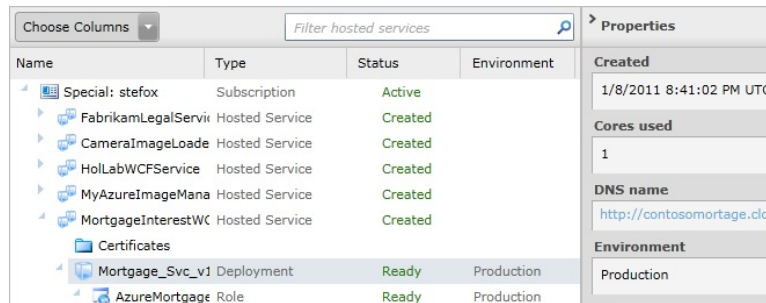 Choose Columns
Filter hosted services
Properties
Name Type Status Environment
Created
Special: stefox Subscription Active
1/8/2011 8:41:02 PM UTC
FabrikamLegalServic Hosted Service Created
Cores used
CameraImageLoade Hosted Service Created
1
HolLabWCFService Hosted Service Created
MyAzureImageMana Hosted Service Created
DNS name
MortgageInterestWC Hosted Service Created
http://contosomortage.clo
Certificates
Environment
Mortgage_Svc_v1 Deployment Ready Production
Production
AzureMortgage Role Ready Production